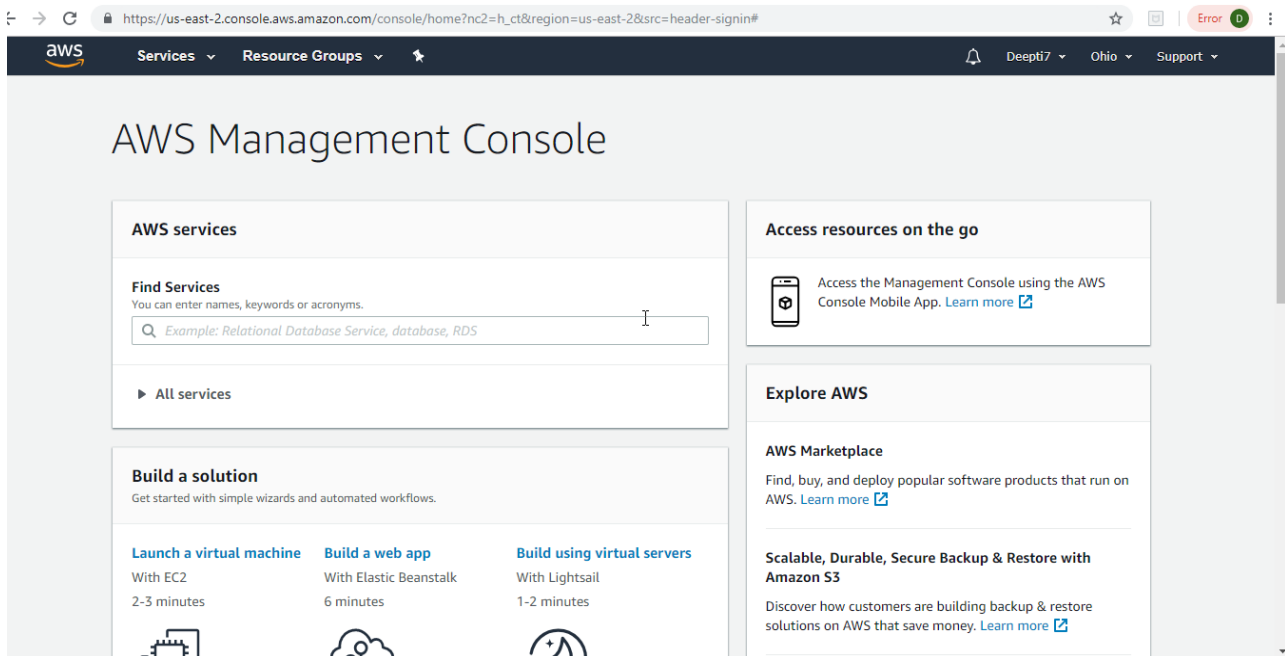 https://us-east-2.console.aws.amazon.com/console/home?nc2=h_ct&region=us-east-2&src=header-signin#
Error D
aws Services Resource Groups Deepti7 Ohio Support
AWS Management Console
AWS services
Find Services
You can enter names, keywords or acronyms.
Example: Relational Database Service, database, RDS
All services
Build a solution
Get started with simple wizards and automated workflows.
Launch a virtual machine
With EC2
2-3 minutes
Build a web app
With Elastic Beanstalk
6 minutes
Build using virtual servers
With Lightsail
1-2 minutes
Access resources on the go
Access the Management Console using the AWS
Console Mobile App. Learn more
Explore AWS
AWS Marketplace
Find, buy, and deploy popular software products that run on
AWS. Learn more
Scalable, Durable, Secure Backup & Restore with
Amazon S3
Discover how customers are building backup & restore
solutions on AWS that save money. Learn more